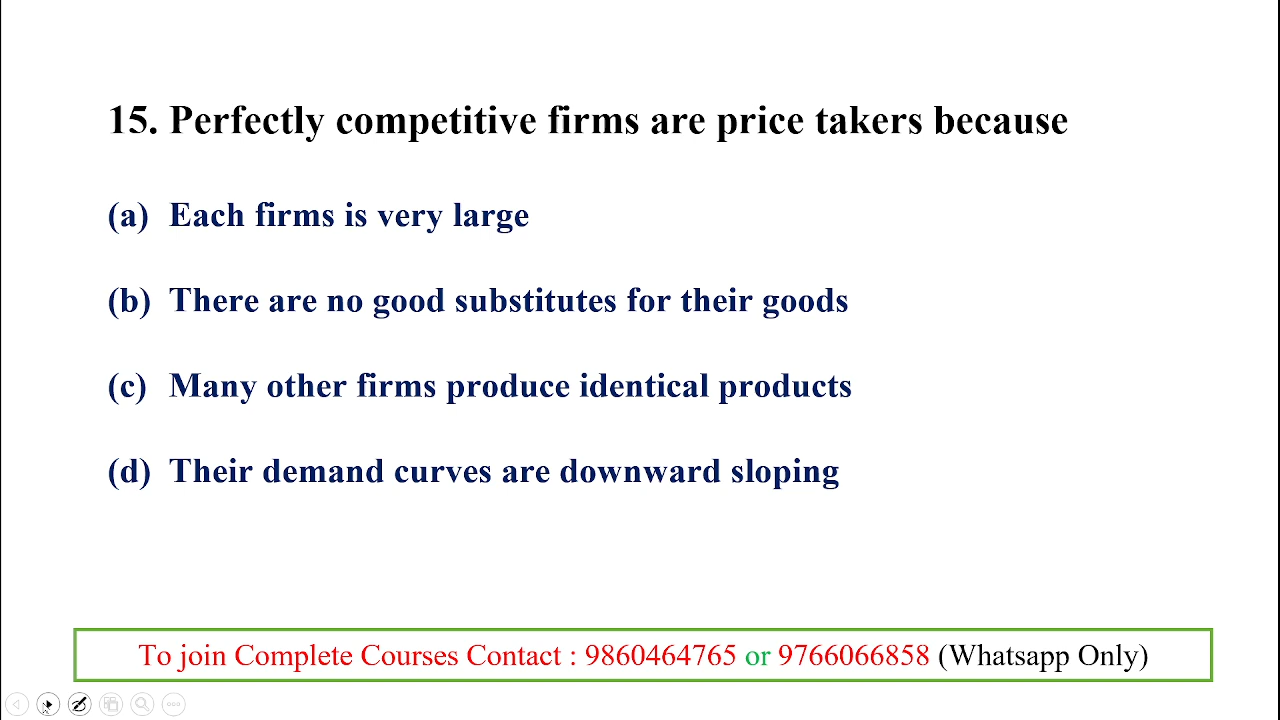 15. Perfectly competitive firms are price takers because
(a) Each firms is very large
(b) There are no good substitutes for their goods
(c) Many other firms produce identical products
(d) Their demand curves are downward sloping
To join Complete Courses Contact : 9860464765 or 9766066858 (Whatsapp Only)